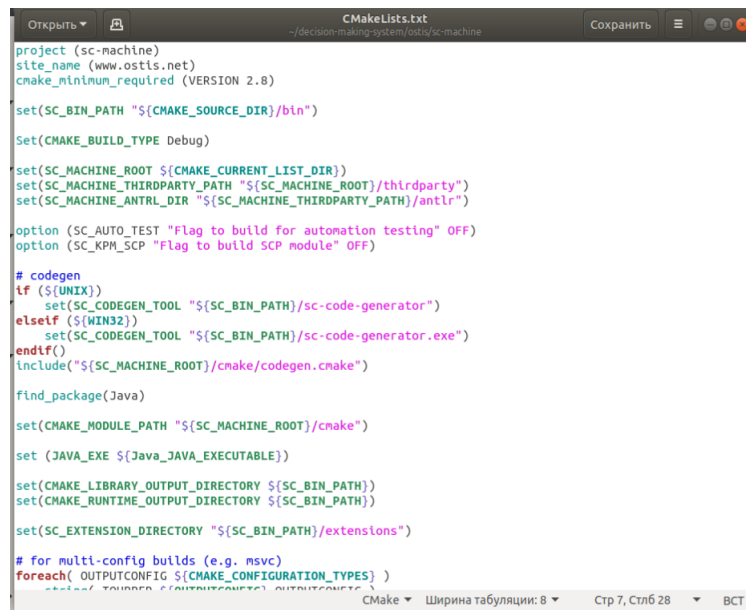 Открыть
CMakeLists.txt
~/decision-making-system/ostis/sc-machine
Сохранить
project (sc-machine)
site_name (www.ostis.net)
cmake_minimum_required (VERSION 2.8)
set(SC_BIN_PATH "${CMAKE_SOURCE_DIR}/bin")
Set(CMAKE_BUILD_TYPE Debug)
set(SC_MACHINE_ROOT ${CMAKE_CURRENT_LIST_DIR})
set(SC_MACHINE_THIRDPARTY_PATH "${SC_MACHINE_ROOT}/thirdparty")
set(SC_MACHINE_ANTRL_DIR "${SC_MACHINE_THIRDPARTY_PATH}/antlr")
option (SC_AUTO_TEST "Flag to build for automation testing" OFF)
option (SC_KPM_SCP "Flag to build SCP module" OFF)
# codegen
if (${UNIX})
    set(SC_CODEGEN_TOOL "${SC_BIN_PATH}/sc-code-generator")
elseif (${WIN32})
    set(SC_CODEGEN_TOOL "${SC_BIN_PATH}/sc-code-generator.exe")
endif()
include("${SC_MACHINE_ROOT}/cmake/codegen.cmake")
find_package(Java)
set(CMAKE_MODULE_PATH "${SC_MACHINE_ROOT}/cmake")
set (JAVA_EXE ${Java_JAVA_EXECUTABLE})
set(CMAKE_LIBRARY_OUTPUT_DIRECTORY ${SC_BIN_PATH})
set(CMAKE_RUNTIME_OUTPUT_DIRECTORY ${SC_BIN_PATH})
set(SC_EXTENSION_DIRECTORY "${SC_BIN_PATH}/extensions")
# for multi-config builds (e.g. msvc)
foreach( OUTPUTCONFIG ${CMAKE_CONFIGURATION_TYPES} )
CMake Ширина табуляции: 8 Стр 7, Стлб 28 ВСТ